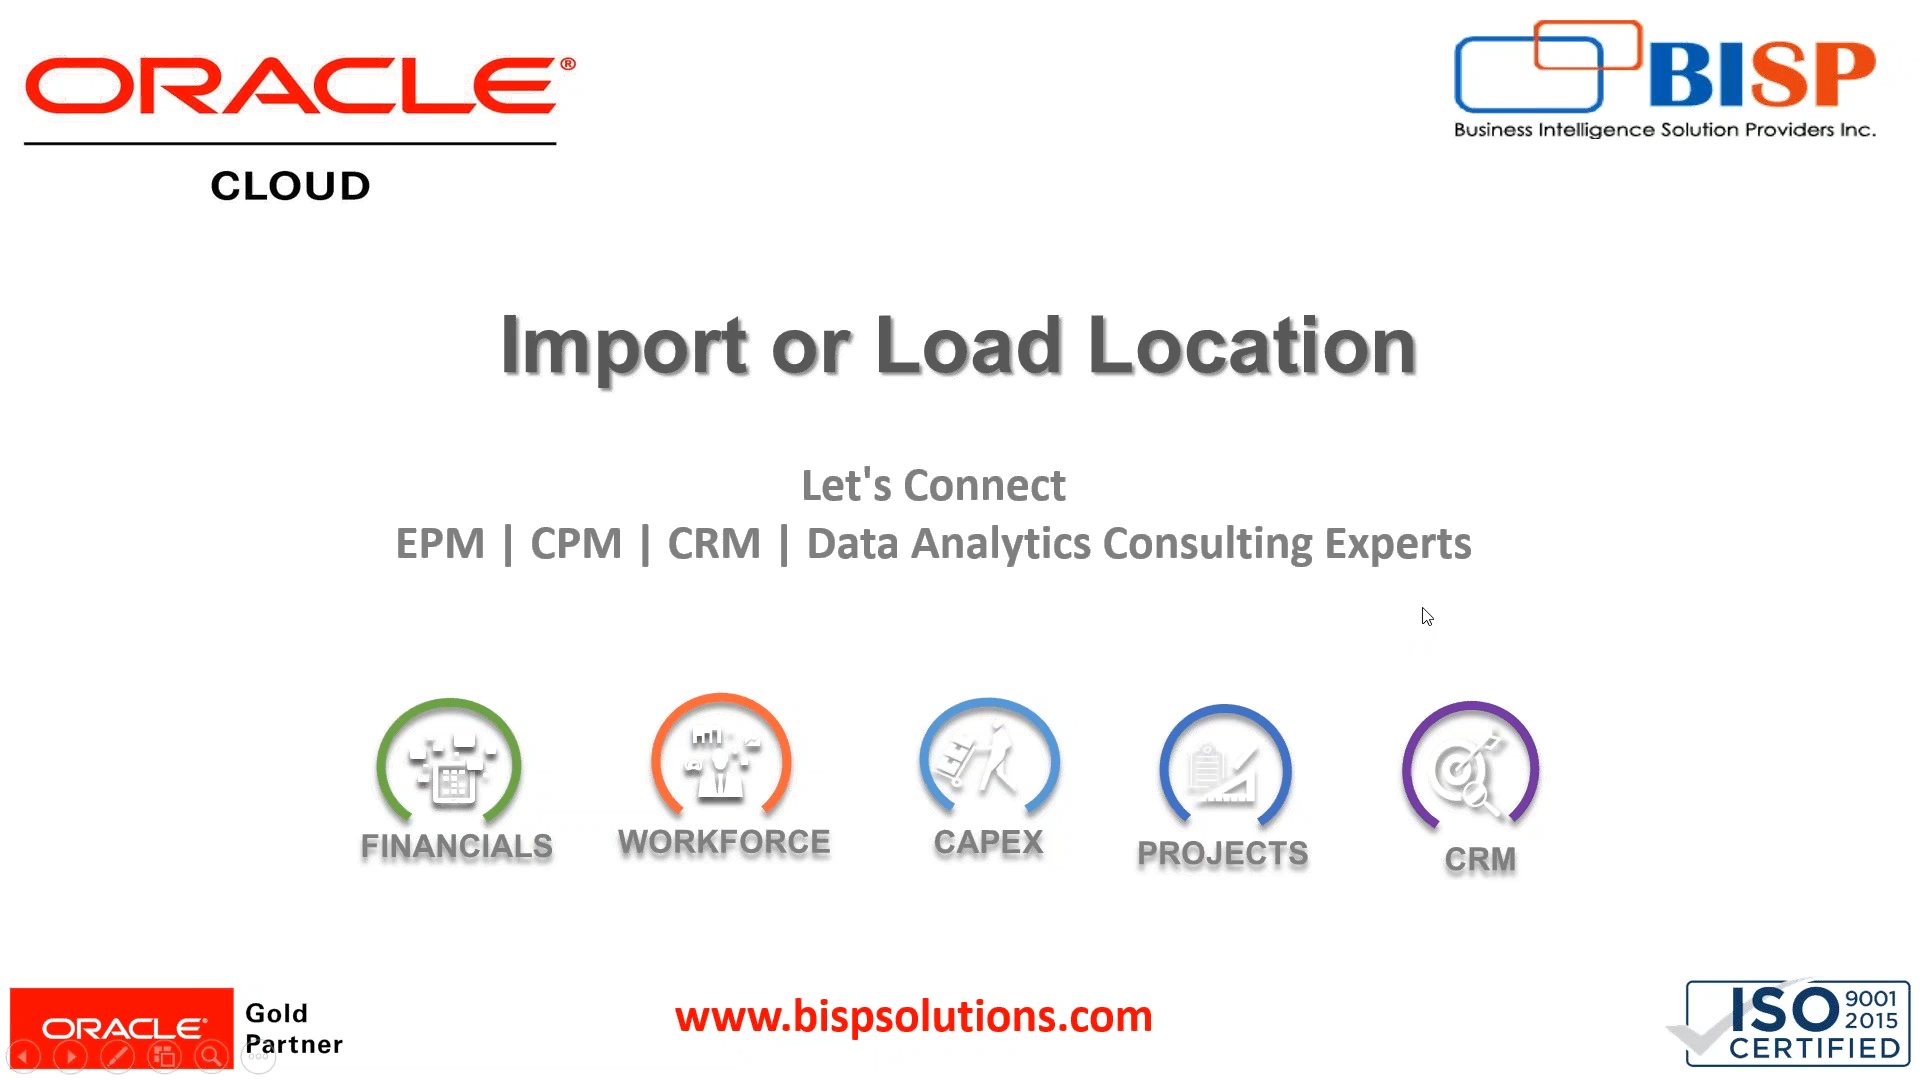 ORACLE®
CLOUD
BISP
Business Intelligence Solution Providers Inc.
Import or Load Location
Let's Connect
EPM | CPM | CRM | Data Analytics Consulting Experts
FINANCIALS
WORKFORCE
CAPEX
PROJECTS
CRM
ORACLE®
Gold
Partner
www.bispsolutions.com
ISO 9001
2015
CERTIFIED